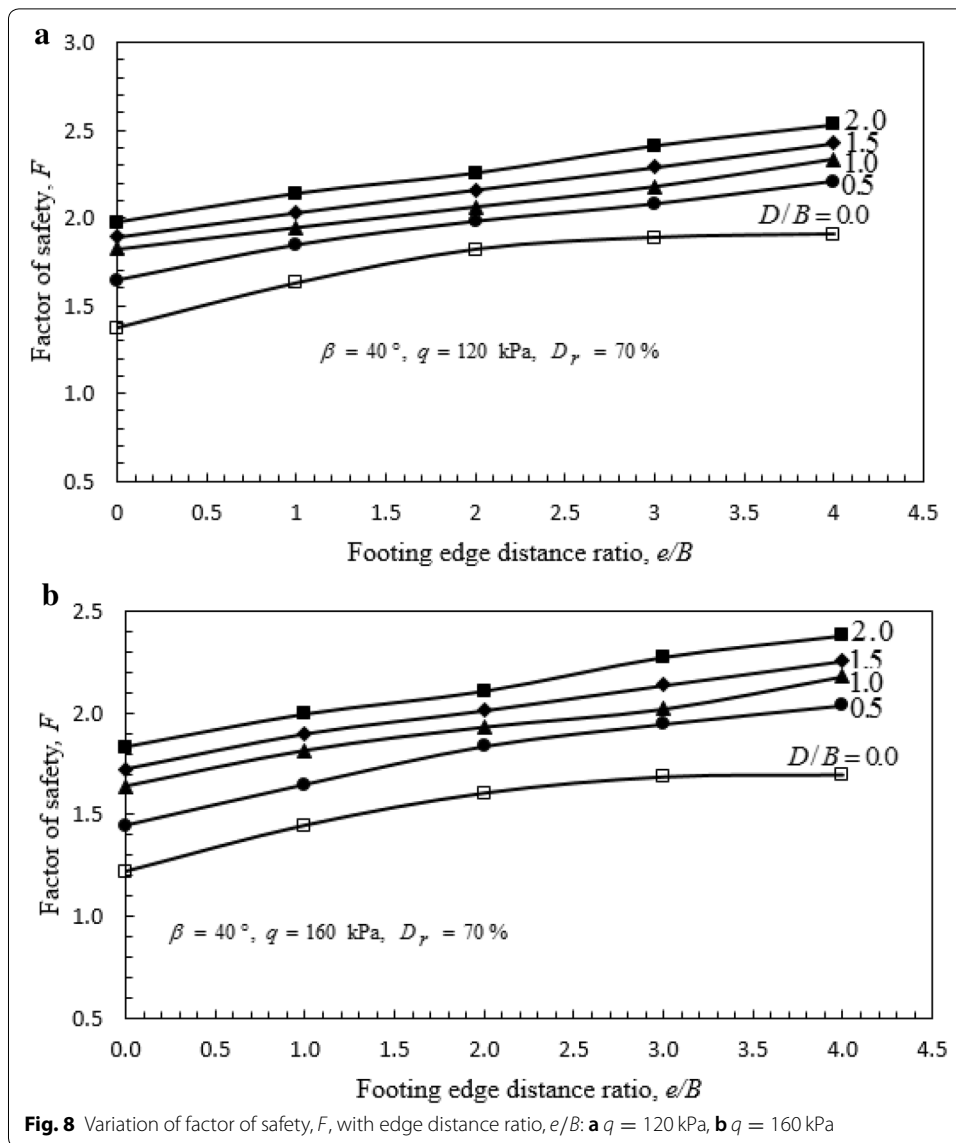 a
3.0
2.5
2.0
1.5
1.0
0.5
Factor of safety, F
2.0
1.5
1.0
0.5
D/B=0.0
β = 40°, q = 120 kPa, D_r = 70%
0 0.5 1 1.5 2 2.5 3 3.5 4 4.5
Footing edge distance ratio, e/B
b
2.5
2.0
1.5
1.0
0.5
Factor of safety, F
2.0
1.5
1.0
0.5
D/B=0.0
β = 40°, q = 160 kPa, D_r = 70%
0.0 0.5 1.0 1.5 2.0 2.5 3.0 3.5 4.0 4.5
Footing edge distance ratio, e/B
Fig. 8 Variation of factor of safety, F, with edge distance ratio, e/B: a q = 120 kPa, b q = 160 kPa